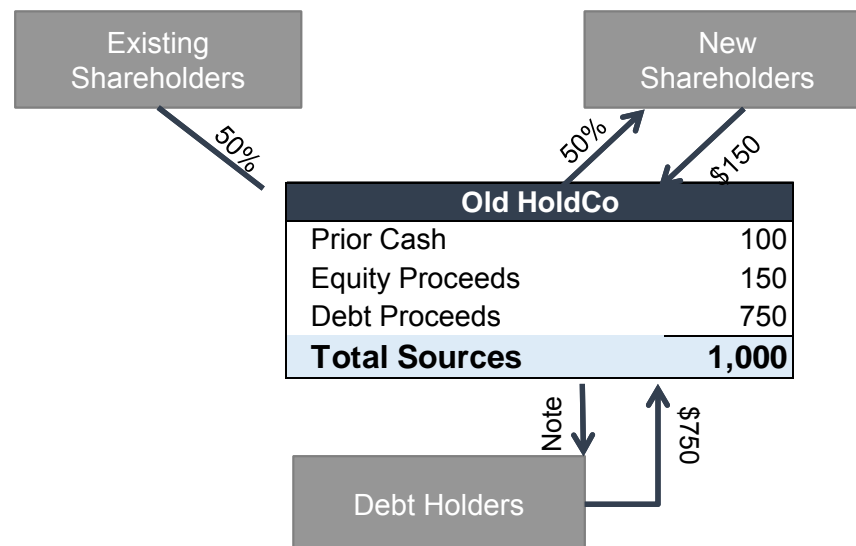 Existing
Shareholders
New
Shareholders
50%
50%
$150
Old HoldCo
Prior Cash 100
Equity Proceeds 150
Debt Proceeds 750
Total Sources 1,000
Note
$750
Debt Holders